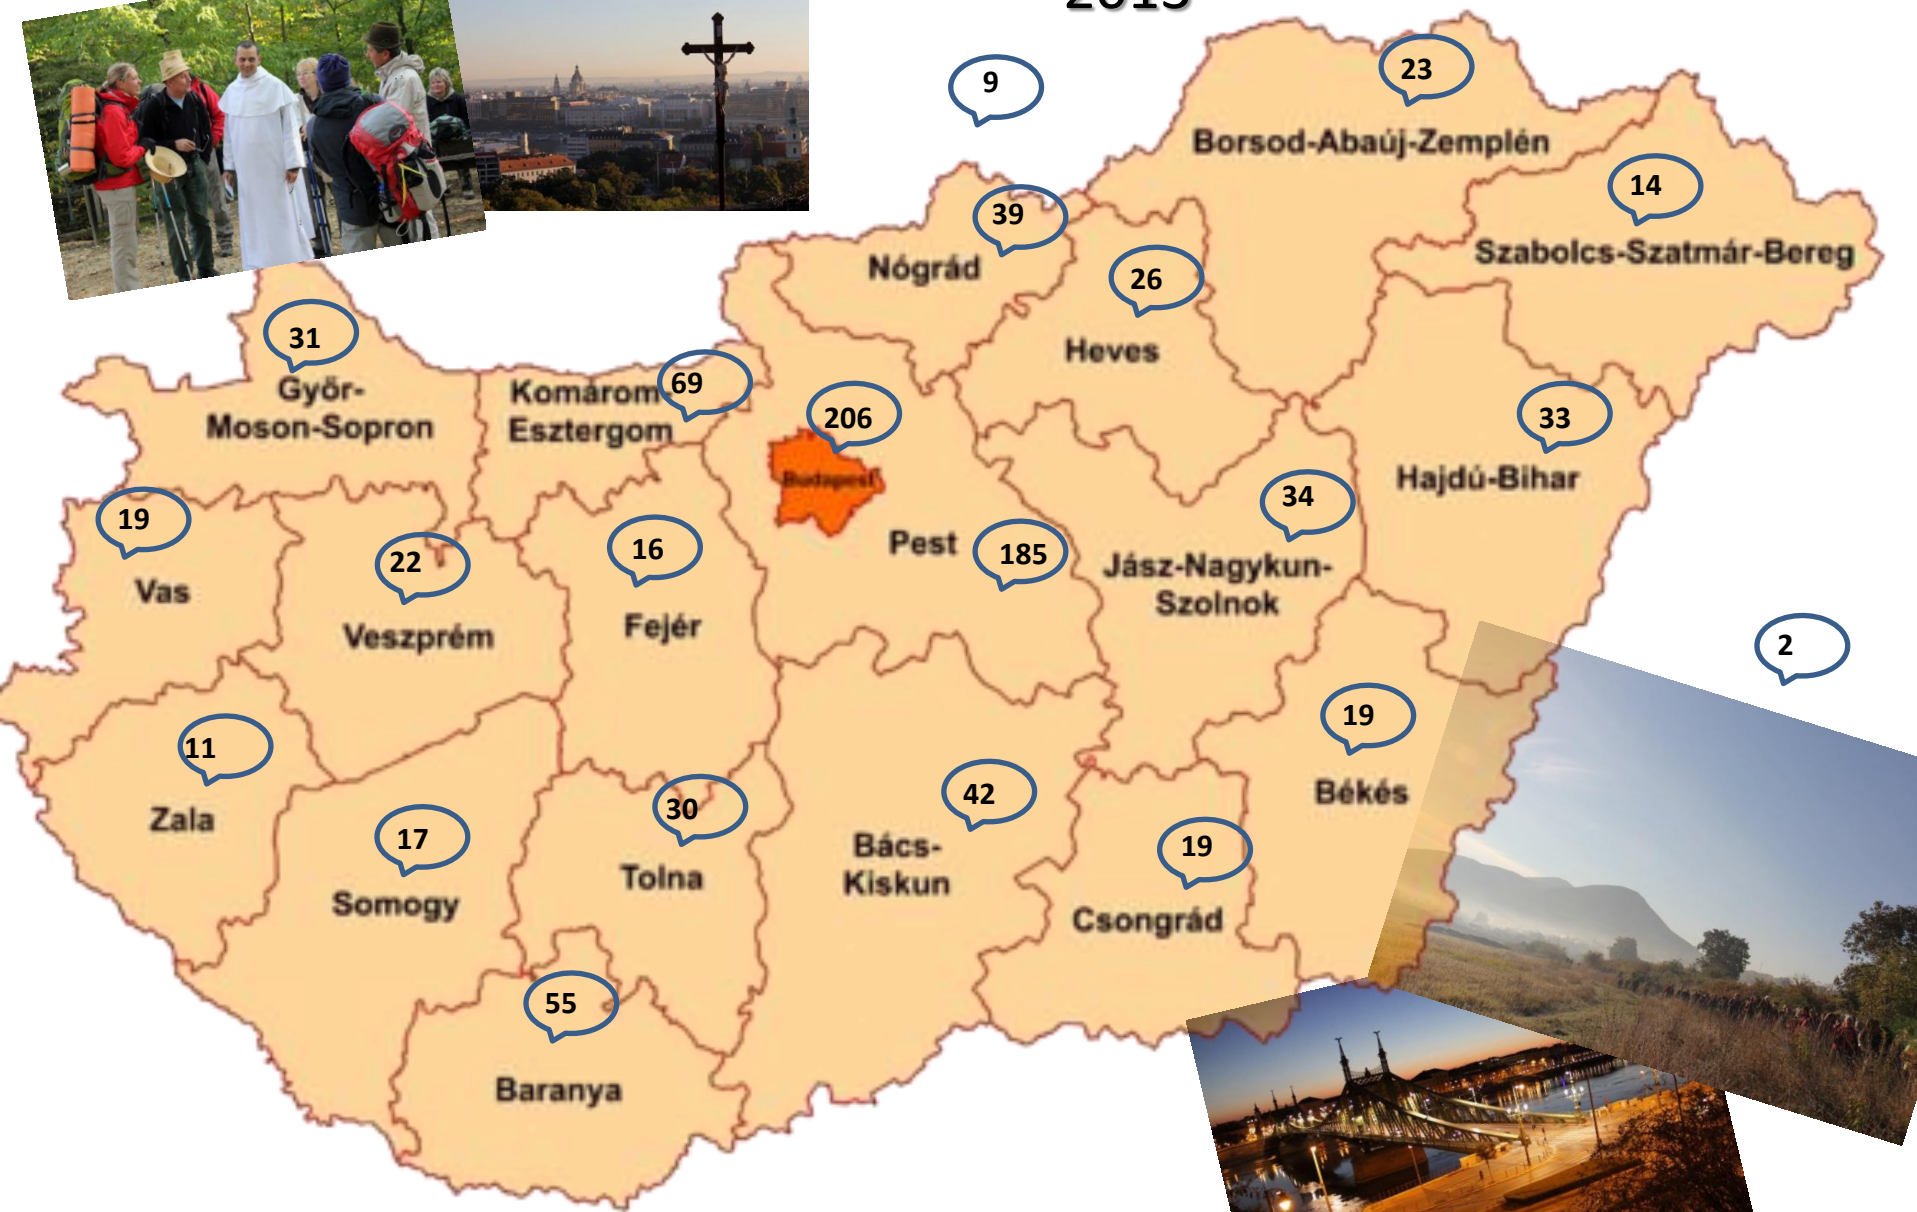 2015
9
23
Borsod-Abaúj-Zemplén
14
Szabolcs-Szatmár-Bereg
39
Nógrád
26
Heves
31
Győr-
Moson-Sopron
69
Komárom-
Esztergom
206
Budapest
33
Hajdú-Bihar
19
Vas
22
Veszprém
16
Fejér
Pest
185
34
Jász-Nagykun-
Szolnok
2
11
Zala
17
Somogy
30
Tolna
42
Bács-
Kiskun
19
Békés
19
Csongrád
55
Baranya